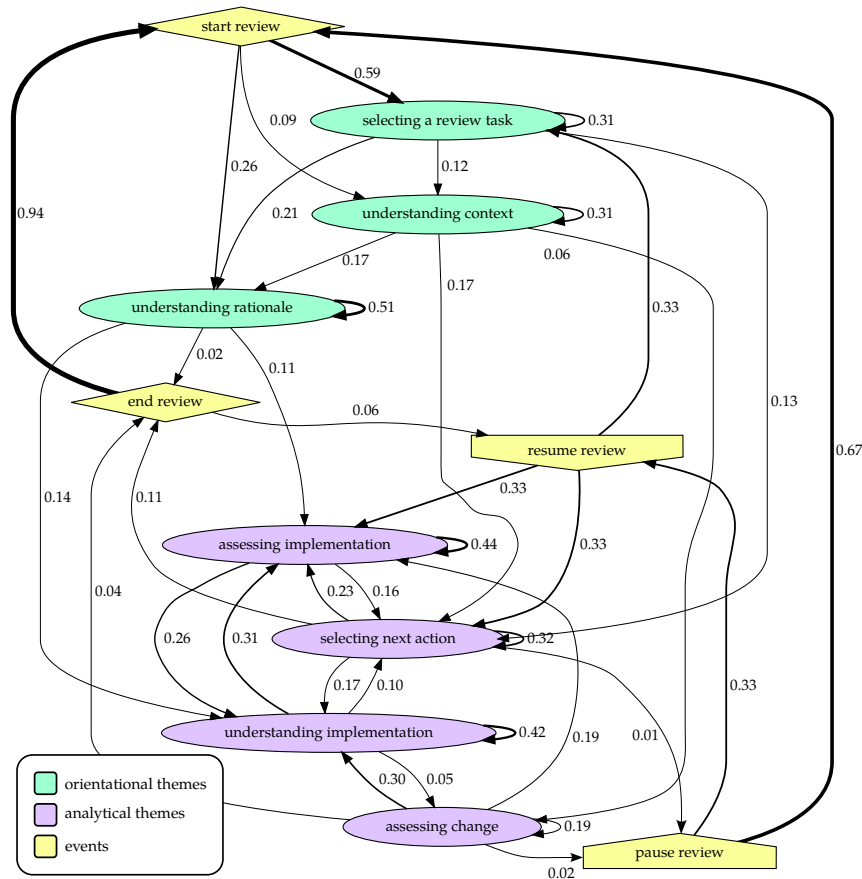 start review
0.59
selecting a review task
0.31
0.09
0.26
0.12
0.21
understanding context
0.31
0.94
0.17
0.17
0.06
understanding rationale
0.51
0.33
0.02
0.11
end review
0.06
0.13
resume review
0.67
0.14
0.11
0.33
assessing implementation
0.44
0.33
0.04
0.23
0.16
selecting next action
0.32
0.26
0.31
0.17
0.10
0.33
understanding implementation
0.42
0.19
0.01
0.30
0.05
orientational themes
analytical themes
events
assessing change
0.19
pause review
0.02